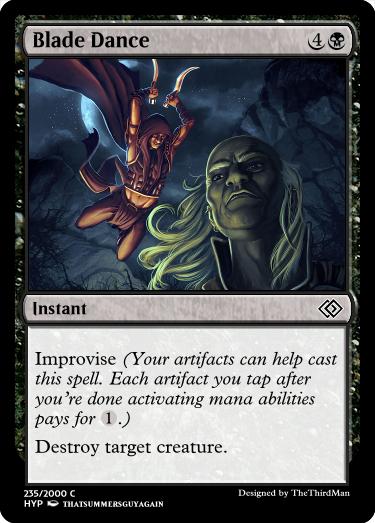 Blade Dance 4
Instant
Improvise (Your artifacts can help cast
this spell. Each artifact you tap after
you're done activating mana abilities
pays for 1.)
Destroy target creature.
235/2000 C
HYP THATSUMMERSGUYAGAIN
Designed by TheThirdMan